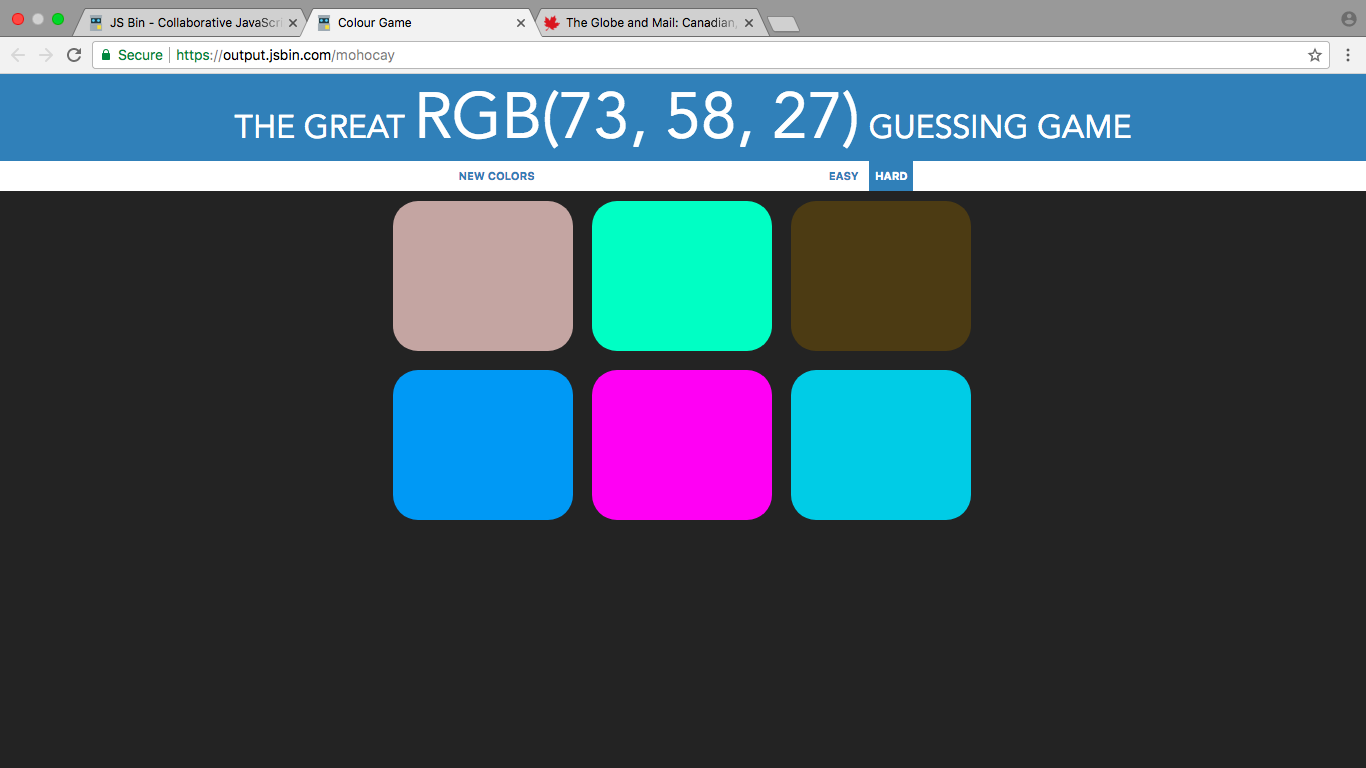 JS Bin - Collaborative JavaScri
Colour Game
The Globe and Mail: Canadian,
Secure
https://output.jsbin.com/mohocay
THE GREAT RGB(73, 58, 27) GUESSING GAME
NEW COLORS EASY HARD